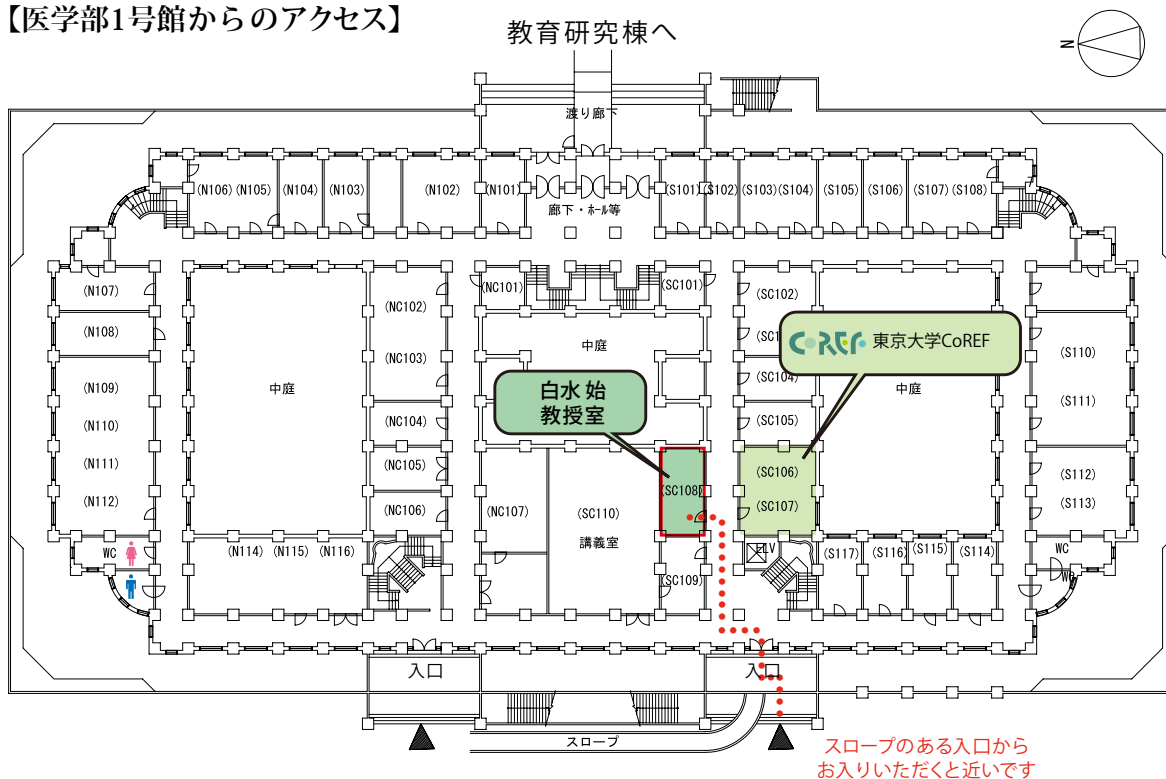 【医学部1号館からのアクセス】
教育研究棟へ
N
渡り廊下
(N106) (N105) (N104) (N103) (N102) (N101)
廊下・ホール等
(S101) (S102) (S103) (S104) (S105) (S106) (S107) (S108)
(N107)
(N108)
(N109)
(N110)
(N111)
(N112)
WC
中庭
(NC102)
(NC103)
(NC104)
(NC105)
(NC106)
(N114) (N115) (N116)
(NC101)
(SC101)
中庭
白水 始
教授室
(NC107)
(SC110)
講義室
(SC108)
(SC109)
(SC102)
CoREF 東京大学CoREF
(SC104)
(SC105)
(SC106)
(SC107)
ELV
中庭
(S110)
(S111)
(S112)
(S113)
(S117) (S116) (S115) (S114)
WC
入口
入口
スロープ
スロープのある入口から
お入りいただくと近いです